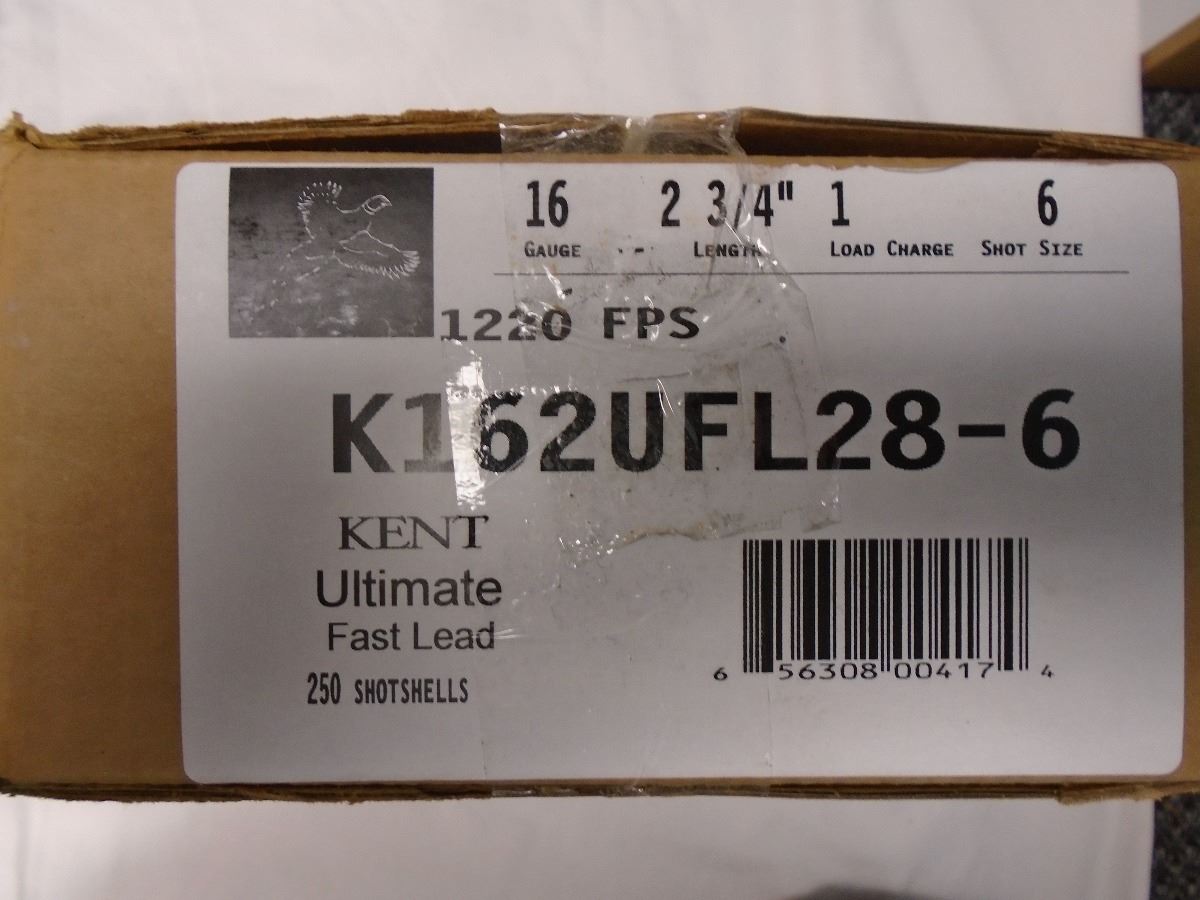 16 2 3/4" 1 6
GAUGE LENGTH LOAD CHARGE SHOT SIZE
1220 FPS
K162UFL28-6
KENT
Ultimate
Fast Lead
250 SHOTSHELLS
6 56308 00417 4